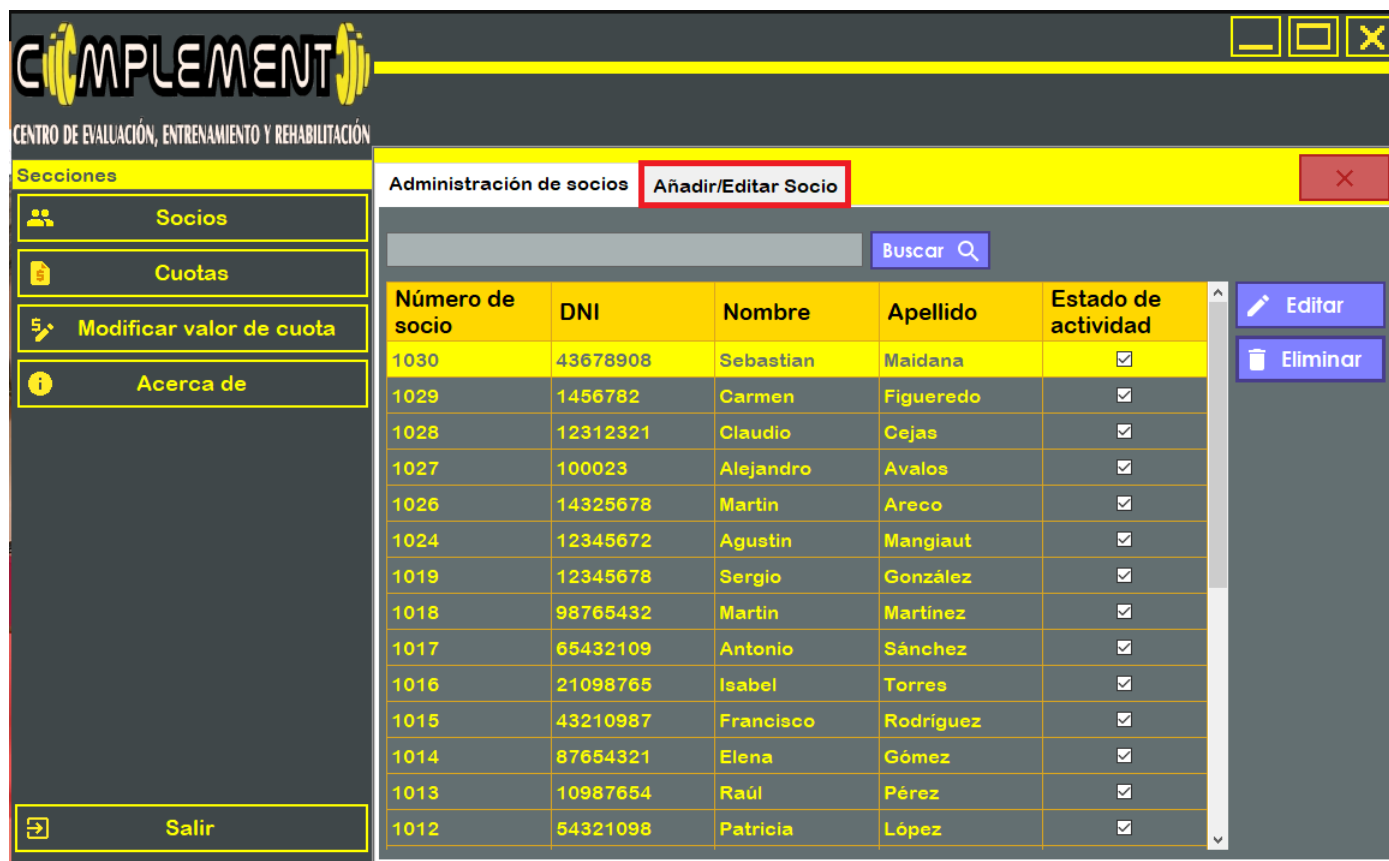 COMPLEMENTO
CENTRO DE EVALUACIÓN, ENTRENAMIENTO Y REHABILITACIÓN
Secciones
Socios
Cuotas
Modificar valor de cuota
Acerca de
Salir
Administración de socios Añadir/Editar Socio
Buscar
Número de socio DNI Nombre Apellido Estado de actividad
1030 43678908 Sebastian Maidana
1029 1456782 Carmen Figueredo
1028 12312321 Claudio Cejas
1027 100023 Alejandro Avalos
1026 14325678 Martin Areco
1024 12345672 Agustin Mangiaut
1019 12345678 Sergio González
1018 98765432 Martin Martínez
1017 65432109 Antonio Sánchez
1016 21098765 Isabel Torres
1015 43210987 Francisco Rodríguez
1014 87654321 Elena Gómez
1013 10987654 Raúl Pérez
1012 54321098 Patricia López
Editar
Eliminar